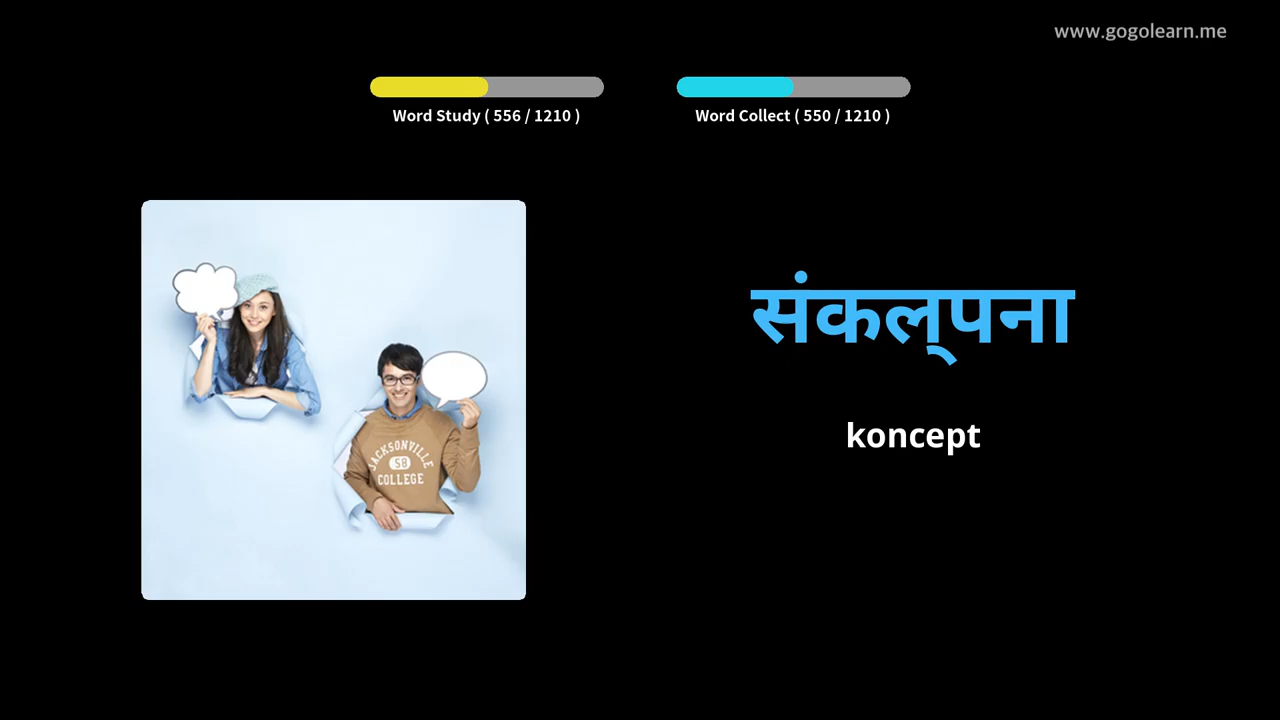 www.gogolearn.me
Word Study ( 556 / 1210 )
Word Collect ( 550 / 1210 )
संकल्पना
koncept
JACKSONVILLE
58
COLLEGE